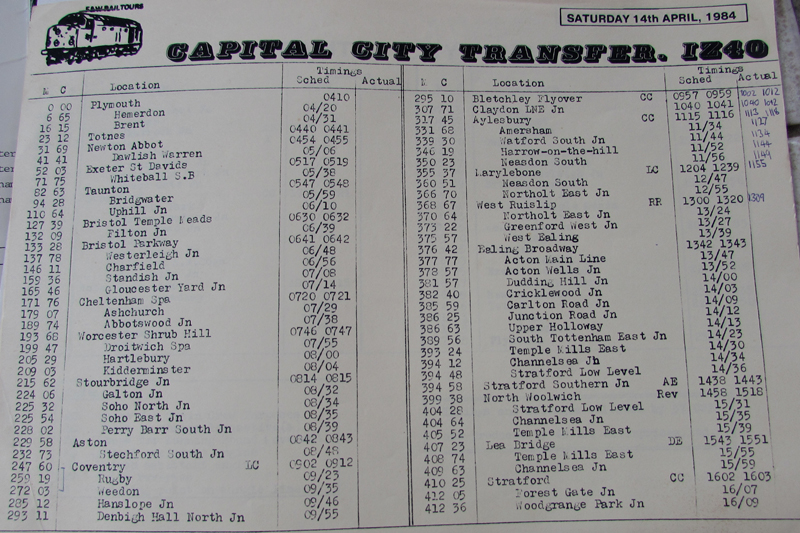 F&W RAILTOURS
SATURDAY 14th APRIL, 1984
CAPITAL CITY TRANSFER. IZ40
M C Location Timings Sched Actual
0 00 Plymouth 0410
6 65 Hemerdon 04/20
16 15 Brent 04/31
23 12 Totnes 0440 0441
31 69 Newton Abbot 0454 0455
41 41 Dawlish Warren 05/06
52 03 Exeter St Davids 0517 0519
71 75 Whiteball S.B 05/38
82 63 Taunton 0547 0548
94 28 Bridgwater 05/59
110 64 Uphill Jn 06/10
127 39 Bristol Temple Meads 0630 0632
132 09 Filton Jn 06/39
133 28 Bristol Parkway 0641 0642
137 78 Westerleigh Jn 06/48
146 11 Charfield 06/56
159 36 Standish Jn 07/08
165 46 Gloucester Yard Jn 07/14
171 76 Cheltenham Spa 0720 0721
179 07 Ashchurch 07/29
189 74 Abbotswood Jn 07/38
193 68 Worcester Shrub Hill 0746 0747
199 47 Droitwich Spa 07/55
205 29 Hartlebury 08/00
209 03 Kidderminster 08/04
215 62 Stourbridge Jn 0814 0815
224 06 Galton Jn 08/32
225 32 Soho North Jn 08/34
225 54 Soho East Jn 08/35
228 02 Perry Barr South Jn 08/39
229 58 Aston 0842 0843
232 73 Stechford South Jn 08/48
247 60 Coventry LC 0902 0912
259 19 Rugby 09/23
272 03 Weedon 09/35
285 12 Hanslope Jn 09/46
293 11 Denbigh Hall North Jn 09/55
M C Location Timings Sched Actual
295 10 Bletchley Flyover CC 0957 0959 1002 1012
307 71 Claydon LNE Jn 1040 1041 1040 1042
317 45 Aylesbury CC 1115 1116 1113 1116
331 68 Amersham 11/34
339 30 Watford South Jn 11/44 1134
346 19 Harrow-on-the-hill 11/52 1144
350 23 Neasdon South 11/56 1149
355 37 Marylebone LC 1204 1239 1155
360 51 Neasdon South 12/47
366 70 Northolt East Jn 12/55
368 67 West Ruislip RR 1300 1320 1309
370 64 Northolt East Jn 13/24
373 22 Greenford West Jn 13/27
375 57 West Ealing 13/39
376 42 Ealing Broadway 1342 1343
377 77 Acton Main Line 13/47
378 57 Acton Wells Jn 13/52
381 57 Dudding Hill Jn 14/00
382 40 Cricklewood Jn 14/03
385 59 Carlton Road Jn 14/09
386 25 Junction Road Jn 14/12
386 63 Upper Holloway 14/13
389 56 South Tottenham East Jn 14/23
393 24 Temple Mills East 14/30
394 12 Channelsea Jn 14/34
394 48 Stratford Low Level 14/36
394 58 Stratford Southern Jn AE 1438 1443
399 38 North Woolwich Rev 1458 1518
404 28 Stratford Low Level 15/31
404 64 Channelsea Jn 15/35
405 52 Temple Mills East 15/39
407 23 Lea Bridge DE 1543 1551
408 74 Temple Mills East 15/55
409 63 Channelsea Jn 15/59
410 25 Stratford CC 1602 1603
412 05 Forest Gate Jn 16/07
412 36 Woodgrange Park Jn 16/09